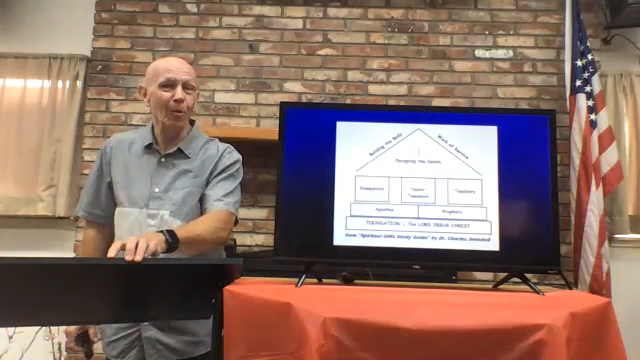 Building the Body
Work of Service
Equipping the Saints
Evangelists
Pastor
Teachers
Teachers
Apostles
Prophets
FOUNDATION - The LORD JESUS CHRIST
from "Spiritual Gifts Study Guide" by Dr. Charles
TCL